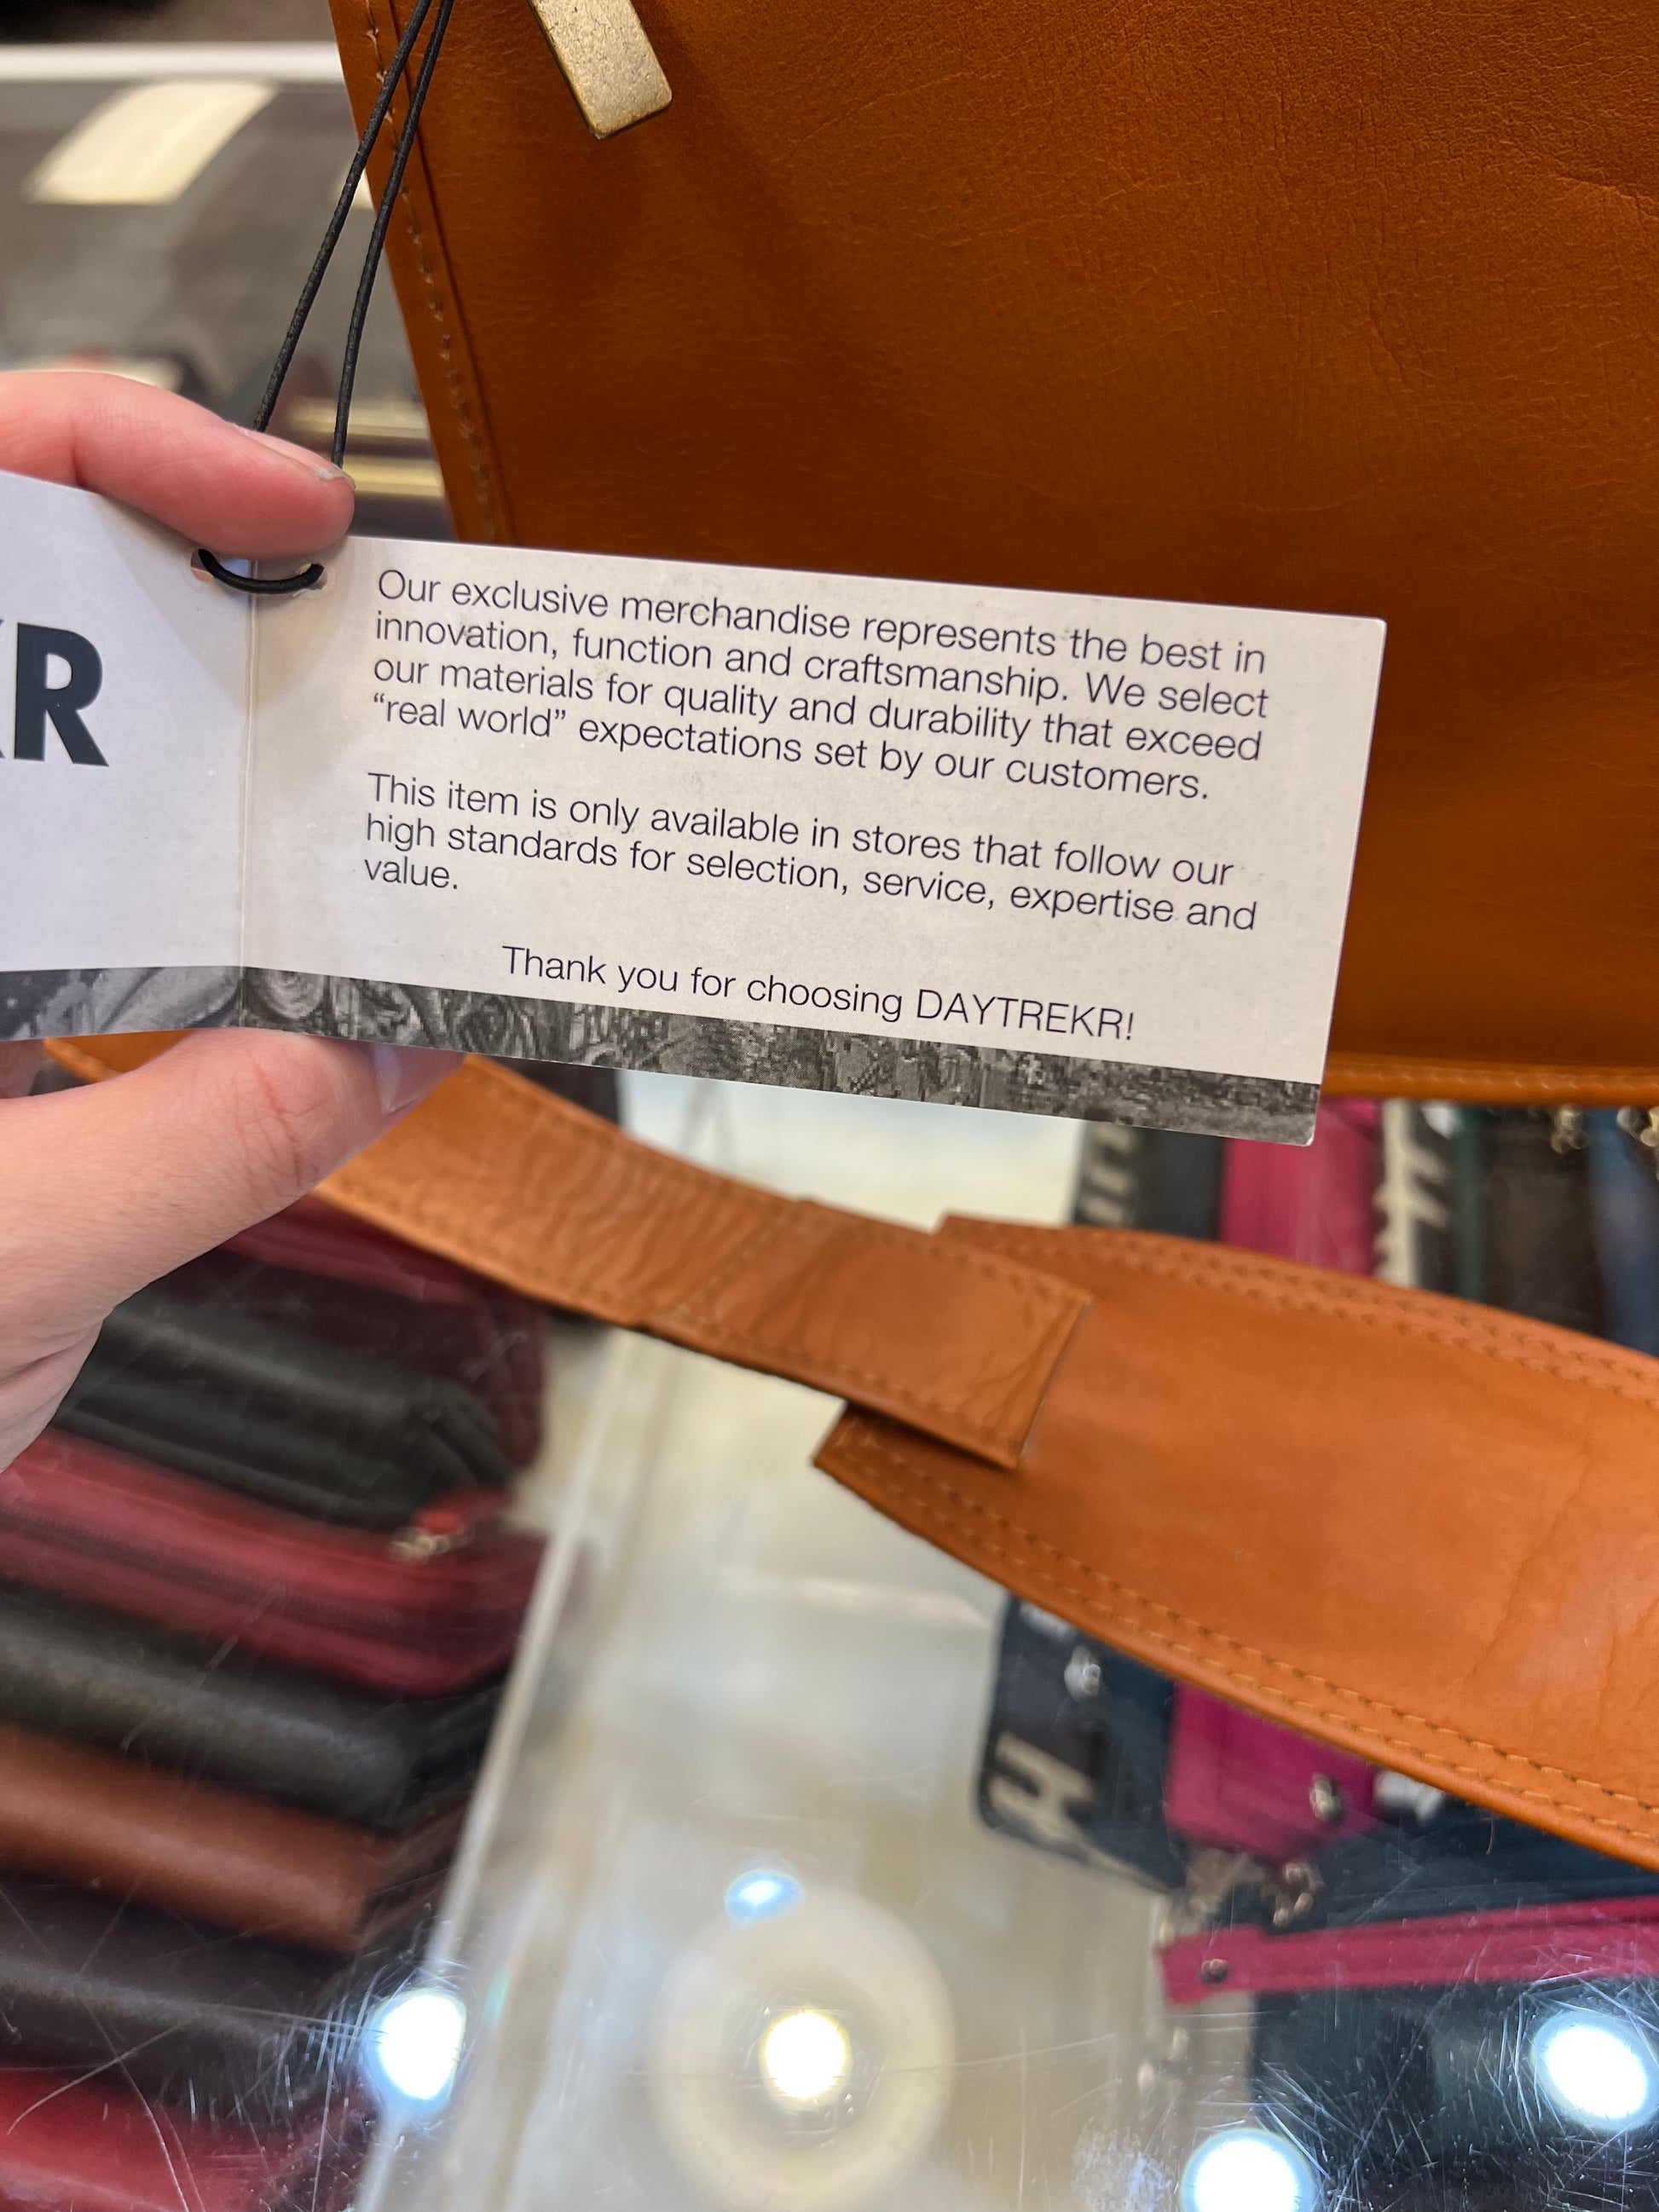 KR
Our exclusive merchandise represents the best in
innovation, function and craftsmanship. We select
our materials for quality and durability that exceed
“real world” expectations set by our customers.
This item is only available in stores that follow our
high standards for selection, service, expertise and
value.
Thank you for choosing DAYTREKR!